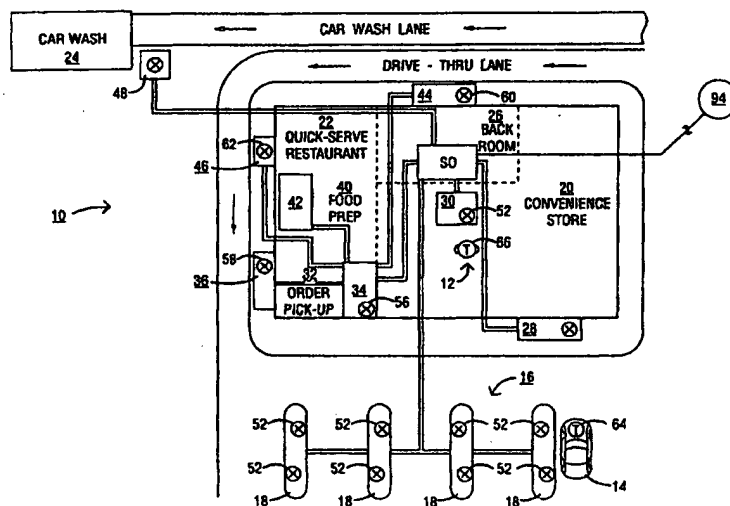 CAR WASH
24
CAR WASH LANE
DRIVE - THRU LANE
48
44
60
94
22
QUICK-SERVE
RESTAURANT
26
BACK
ROOM
62
46
SO
20
CONVENIENCE
STORE
10
40
FOOD
PREP
42
30
52
66
12
58
36
32
34
ORDER
PICK-UP
56
28
16
52
52
52
52
64
52
52
52
18
18
18
18
14